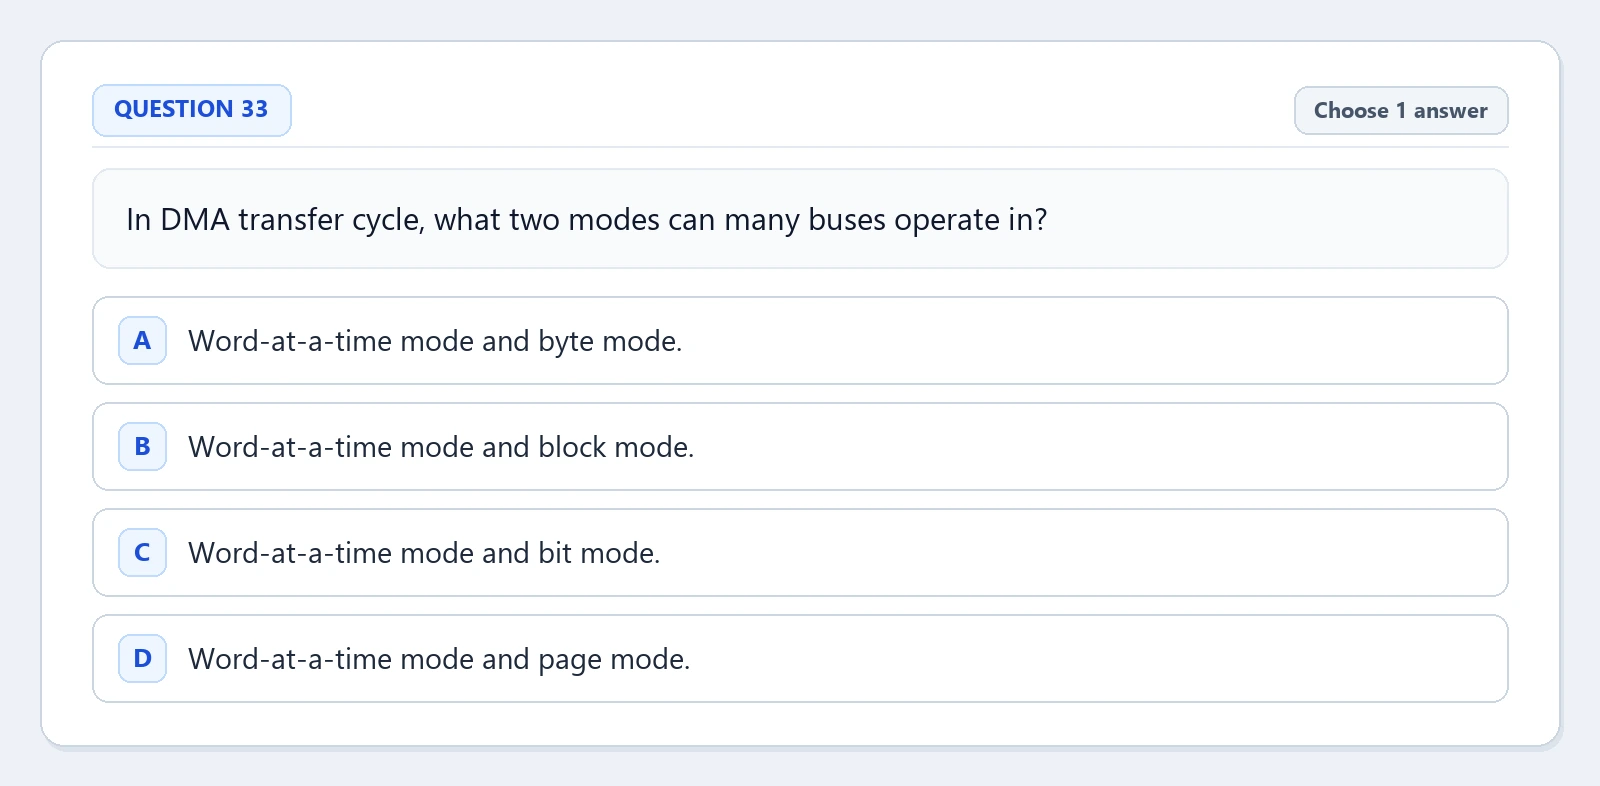 QUESTION 33
Choose 1 answer
In DMA transfer cycle, what two modes can many buses operate in?
A Word-at-a-time mode and byte mode.
B Word-at-a-time mode and block mode.
C Word-at-a-time mode and bit mode.
D Word-at-a-time mode and page mode.